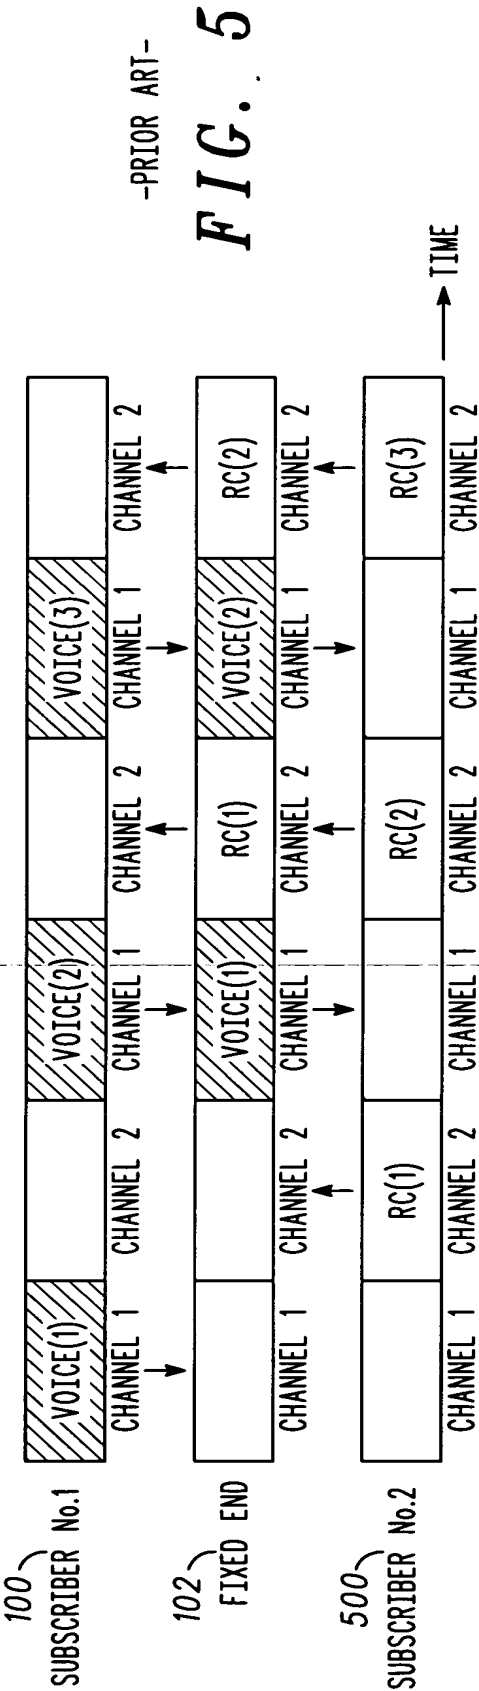 100
SUBSCRIBER No.1
VOICE(1) VOICE(2) VOICE(3)
CHANNEL 1 CHANNEL 2 CHANNEL 1 CHANNEL 2 CHANNEL 1 CHANNEL 2
102
FIXED END
VOICE(1) RC(1) VOICE(2) RC(2)
CHANNEL 1 CHANNEL 2 CHANNEL 1 CHANNEL 2 CHANNEL 1 CHANNEL 2
500
SUBSCRIBER No.2
RC(1) RC(2) RC(3)
CHANNEL 1 CHANNEL 2 CHANNEL 1 CHANNEL 2 CHANNEL 1 CHANNEL 2
TIME
-PRIOR ART-
FIG. 5